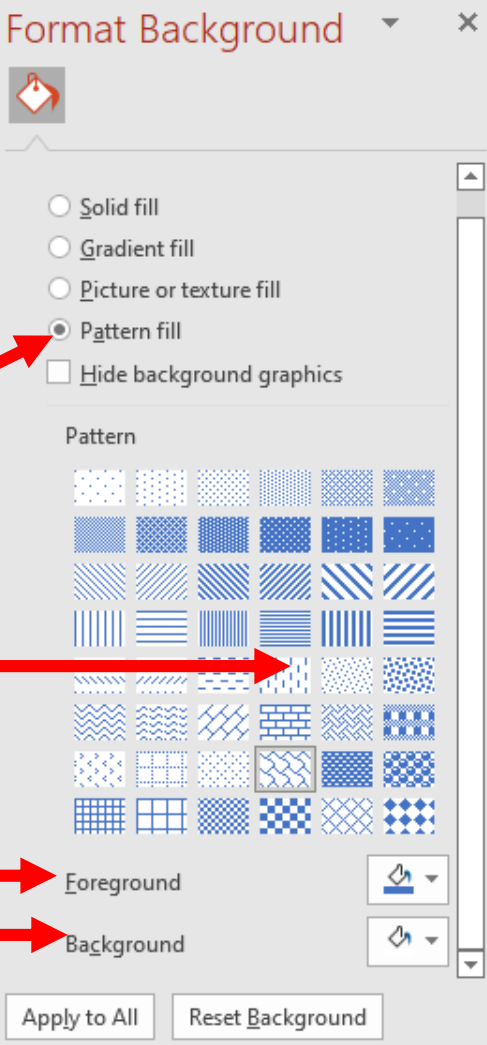 Format Background
Solid fill
Gradient fill
Picture or texture fill
Pattern fill
Hide background graphics
Pattern
Foreground
Background
Apply to All
Reset Background